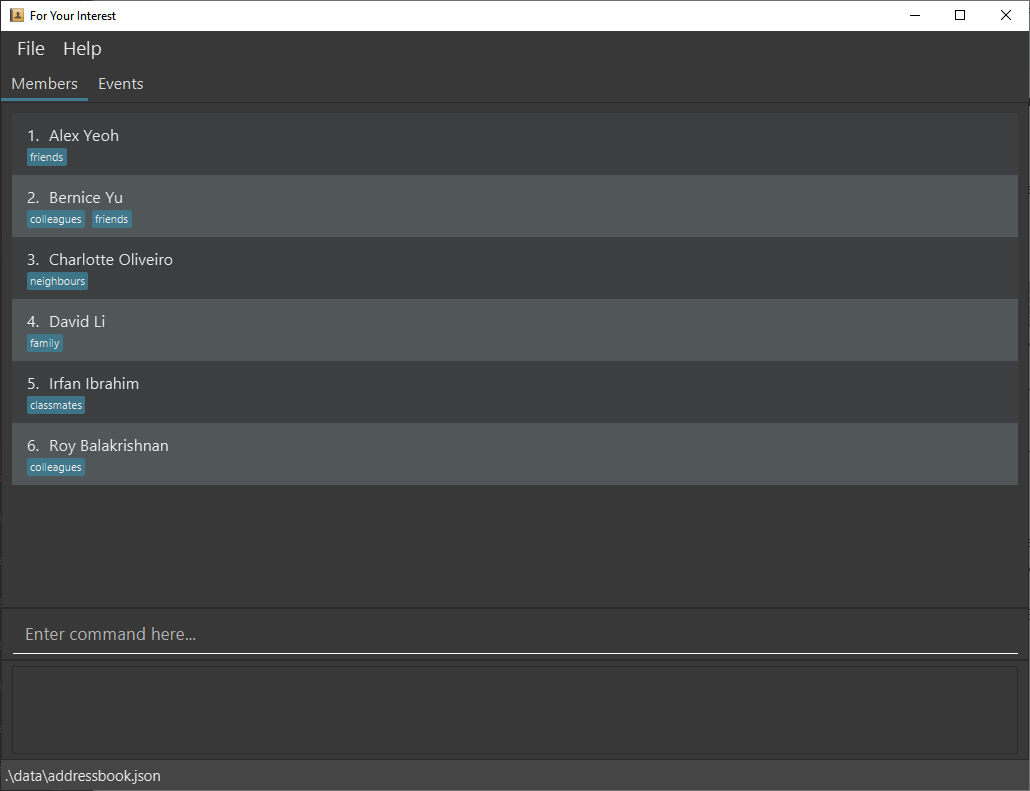 For Your Interest
File Help
Members Events
1. Alex Yeoh
friends
2. Bernice Yu
colleagues friends
3. Charlotte Oliveiro
neighbours
4. David Li
family
5. Irfan Ibrahim
classmates
6. Roy Balakrishnan
colleagues
Enter command here...
.\data\addressbook.json